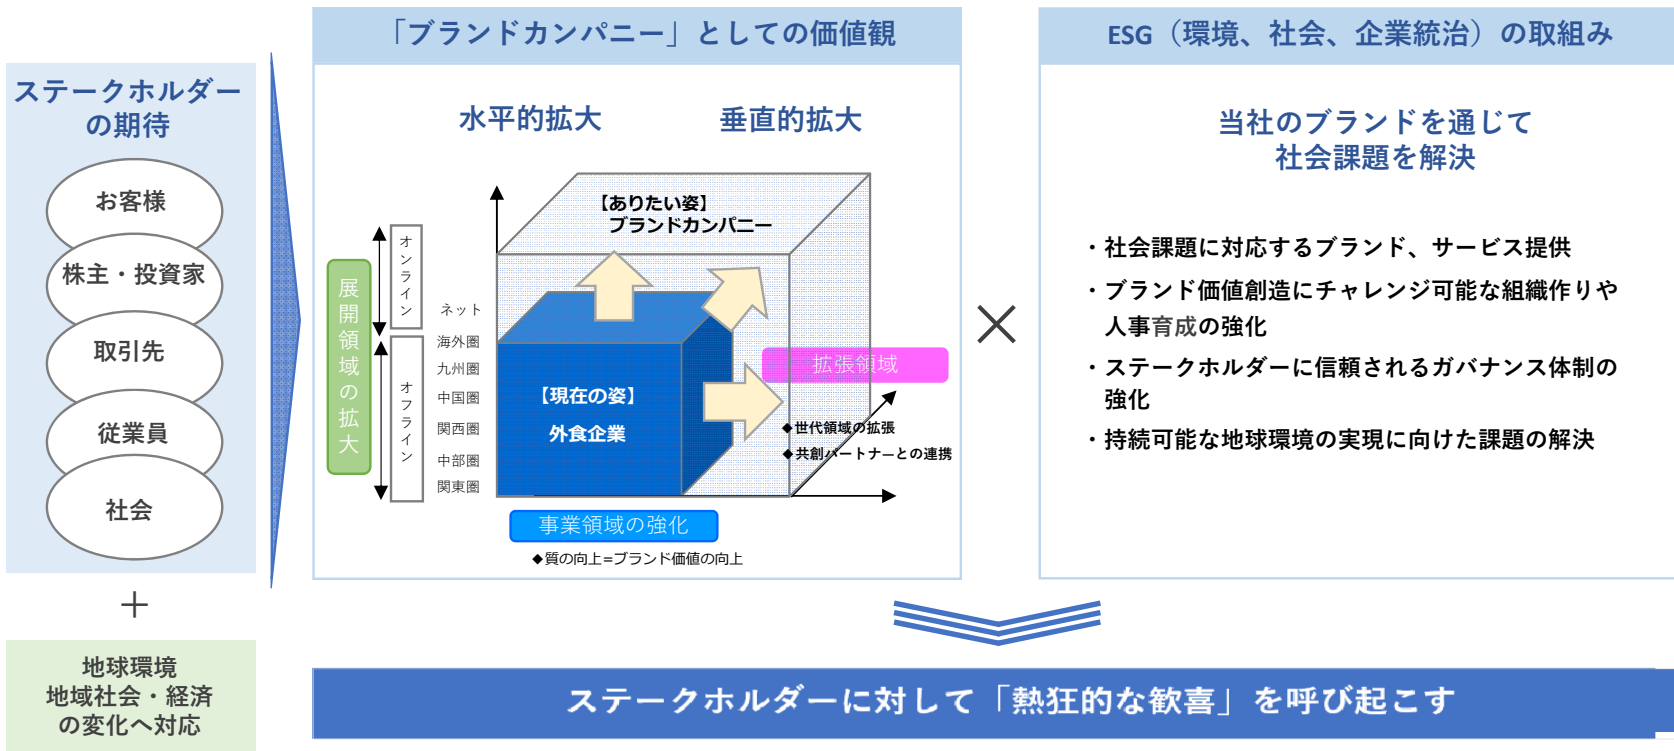 ステークホルダー
の期待
お客様
株主・投資家
取引先
従業員
社会
＋
地球環境
地域社会・経済
の変化へ対応
「ブランドカンパニー」としての価値観
水平的拡大
垂直的拡大
【ありたい姿】
ブランドカンパニー
展開領域の拡大
オンライン
オフライン
ネット
海外圏
九州圏
中国圏
関西圏
中部圏
関東圏
【現在の姿】
外食企業
拡張領域
◆世代領域の拡張
◆共創パートナーとの連携
事業領域の強化
◆質の向上=ブランド価値の向上
×
ESG（環境、社会、企業統治）の取組み
当社のブランドを通じて
社会課題を解決
・社会課題に対応するブランド、サービス提供
・ブランド価値創造にチャレンジ可能な組織作りや
人事育成の強化
・ステークホルダーに信頼されるガバナンス体制の
強化
・持続可能な地球環境の実現に向けた課題の解決
ステークホルダーに対して「熱狂的な歓喜」を呼び起こす